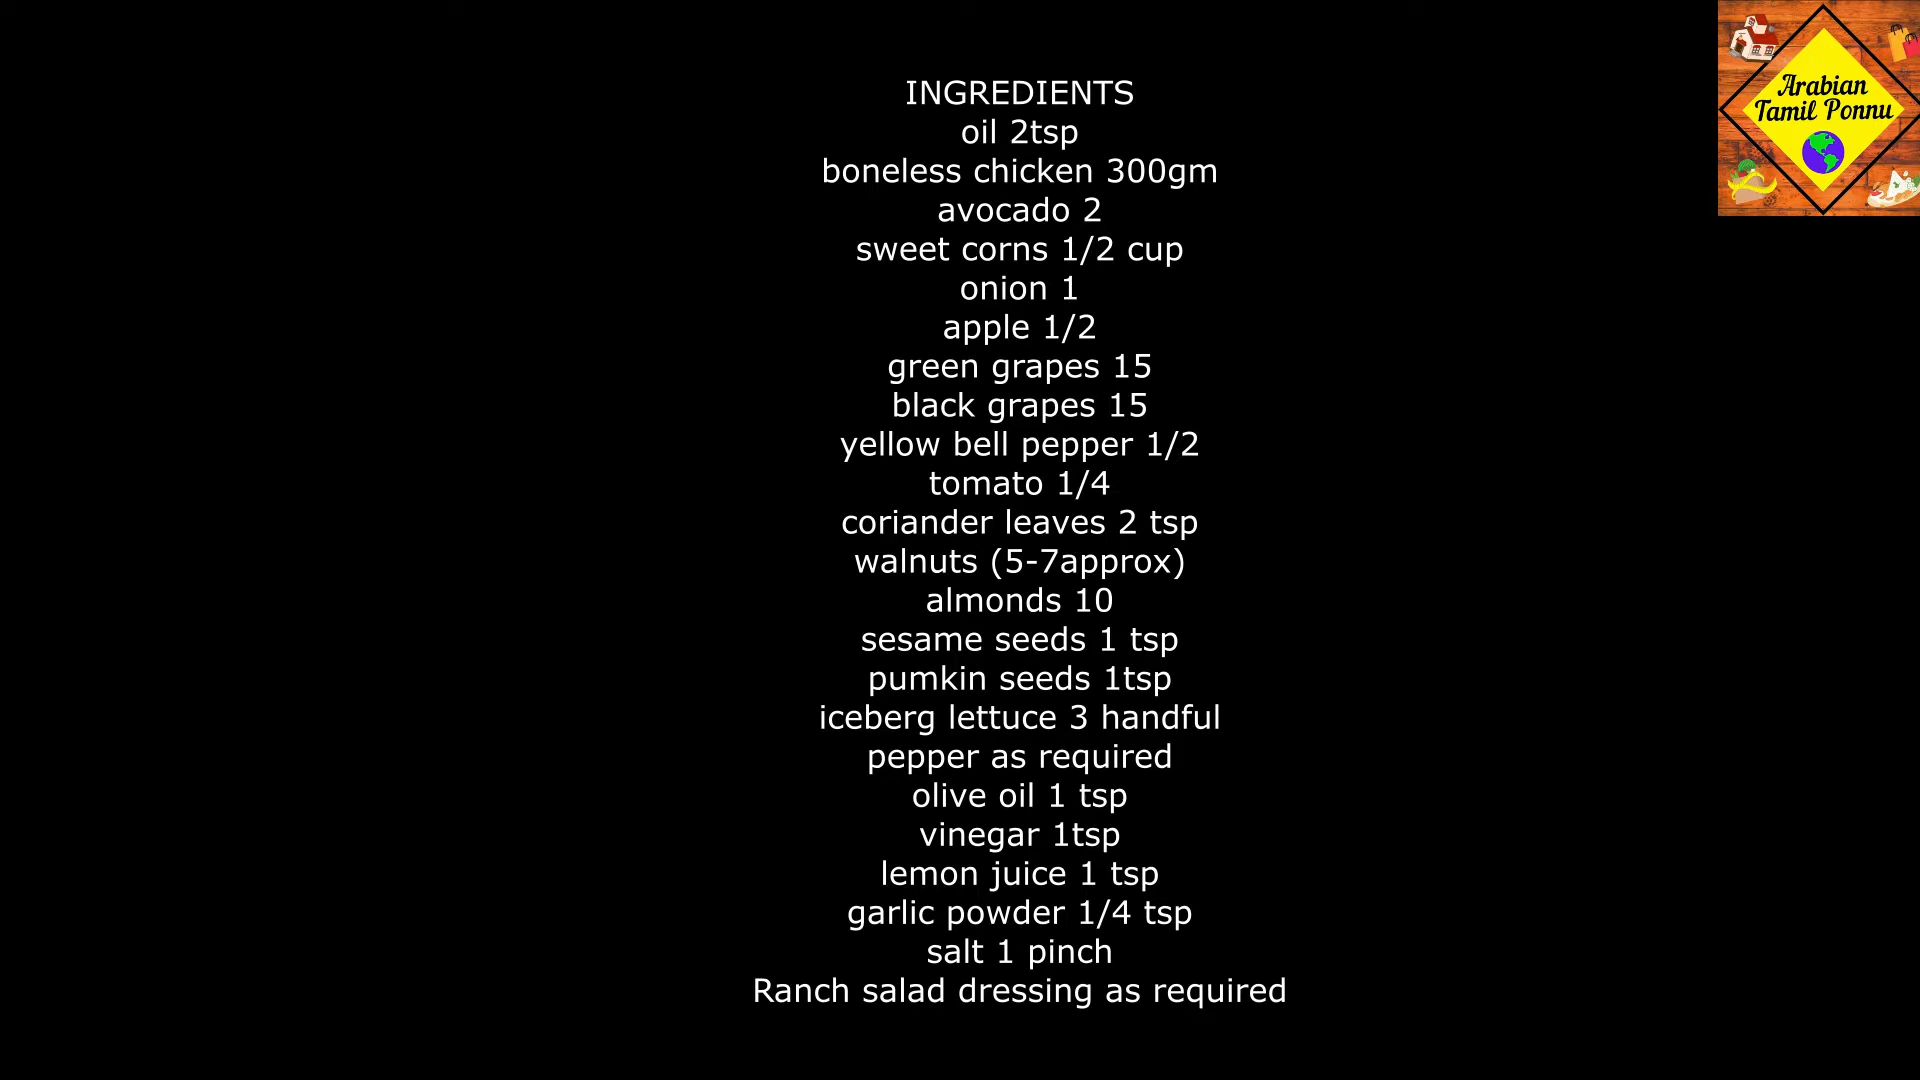 INGREDIENTS
oil 2tsp
boneless chicken 300gm
avocado 2
sweet corns 1/2 cup
onion 1
apple 1/2
green grapes 15
black grapes 15
yellow bell pepper 1/2
tomato 1/4
coriander leaves 2 tsp
walnuts (5-7approx)
almonds 10
sesame seeds 1 tsp
pumkin seeds 1tsp
iceberg lettuce 3 handful
pepper as required
olive oil 1 tsp
vinegar 1tsp
lemon juice 1 tsp
garlic powder 1/4 tsp
salt 1 pinch
Ranch salad dressing as required
Arabian
Tamil Ponnu